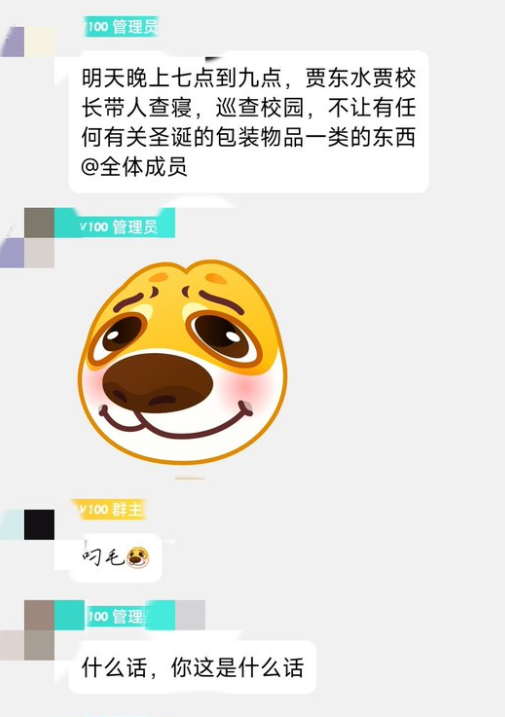 V100 管理员
明天晚上七点到九点，贾东水贾校
长带人查寝，巡查校园，不让有任
何有关圣诞的包装物品一类的东西
@全体成员
V100 管理员
V100 群主
叼毛
100 管理
什么话，你这是什么话